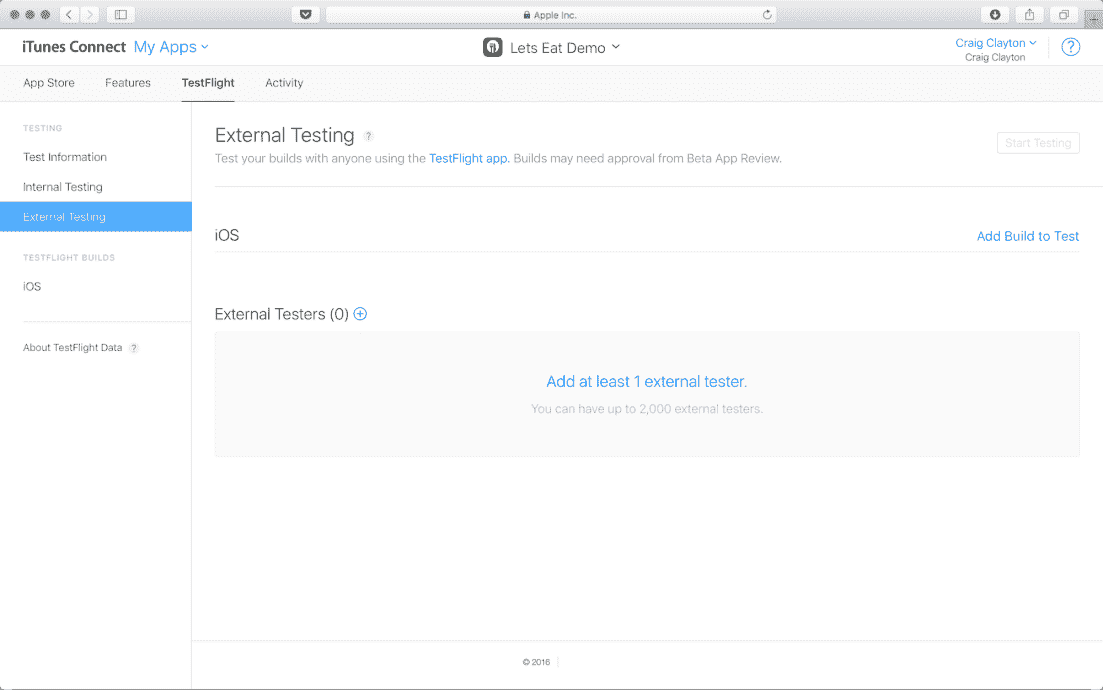 Apple Inc.
iTunes Connect My Apps
Lets Eat Demo
Craig Clayton
Craig Clayton
?
App Store Features TestFlight Activity
TESTING
Test Information
Internal Testing
External Testing
TESTFLIGHT BUILDS
iOS
About TestFlight Data ?
External Testing ?
Test your builds with anyone using the TestFlight app. Builds may need approval from Beta App Review.
Start Testing
iOS
Add Build to Test
External Testers (0)
Add at least 1 external tester.
You can have up to 2,000 external testers.
© 2016